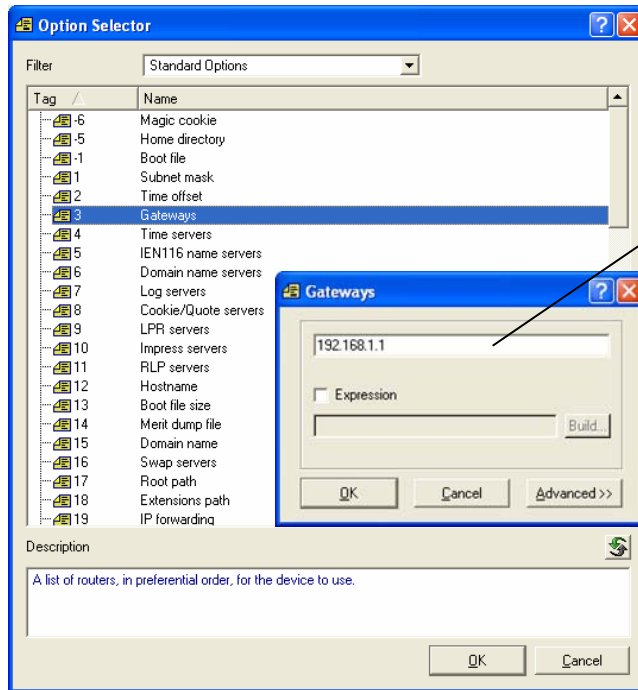 Option Selector
Filter Standard Options
Tag Name
-6 Magic cookie
-5 Home directory
-1 Boot file
1 Subnet mask
2 Time offset
3 Gateways
4 Time servers
5 IEN116 name servers
6 Domain name servers
7 Log servers
8 Cookie/Quote servers
9 LPR servers
10 Impress servers
11 RLP servers
12 Hostname
13 Boot file size
14 Merit dump file
15 Domain name
16 Swap servers
17 Root path
18 Extensions path
19 IP forwarding
Gateways
192.168.1.1
Expression
Build...
OK Cancel Advanced >>
Description
A list of routers, in preferential order, for the device to use.
OK Cancel